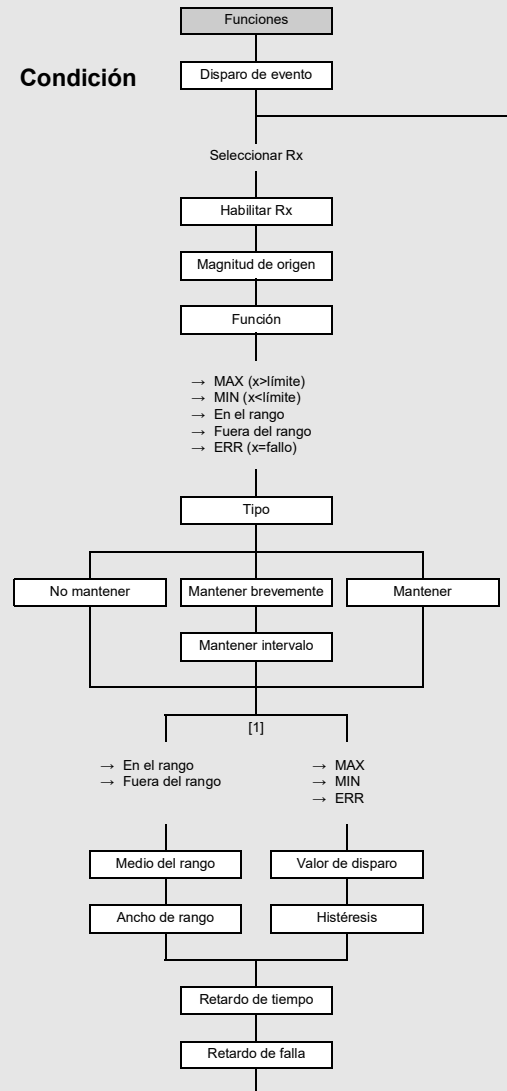 Funciones
Condición
Disparo de evento
Seleccionar Rx
Habilitar Rx
Magnitud de origen
Función
→ MAX (x>límite)
→ MIN (x<límite)
→ En el rango
→ Fuera del rango
→ ERR (x=fallo)
Tipo
No mantener
Mantener brevemente
Mantener
Mantener intervalo
[1]
→ En el rango
→ Fuera del rango
→ MAX
→ MIN
→ ERR
Medio del rango
Valor de disparo
Ancho de rango
Histéresis
Retardo de tiempo
Retardo de falla